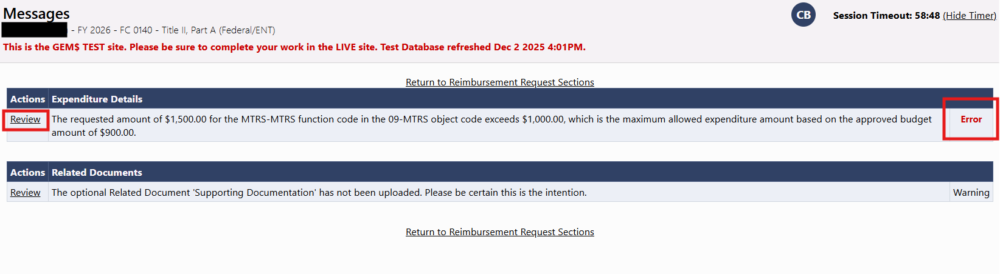 Messages
CB
Session Timeout: 58:48 (Hide Timer)
- FY 2026 - FC 0140 - Title II, Part A (Federal/ENT)
This is the GEM$ TEST site. Please be sure to complete your work in the LIVE site. Test Database refreshed Dec 2 2025 4:01PM.
Return to Reimbursement Request Sections
Actions Expenditure Details
Review The requested amount of $1,500.00 for the MTRS-MTRS function code in the 09-MTRS object code exceeds $1,000.00, which is the maximum allowed expenditure amount based on the approved budget Error
amount of $900.00.
Actions Related Documents
Review The optional Related Document 'Supporting Documentation' has not been uploaded. Please be certain this is the intention. Warning
Return to Reimbursement Request Sections